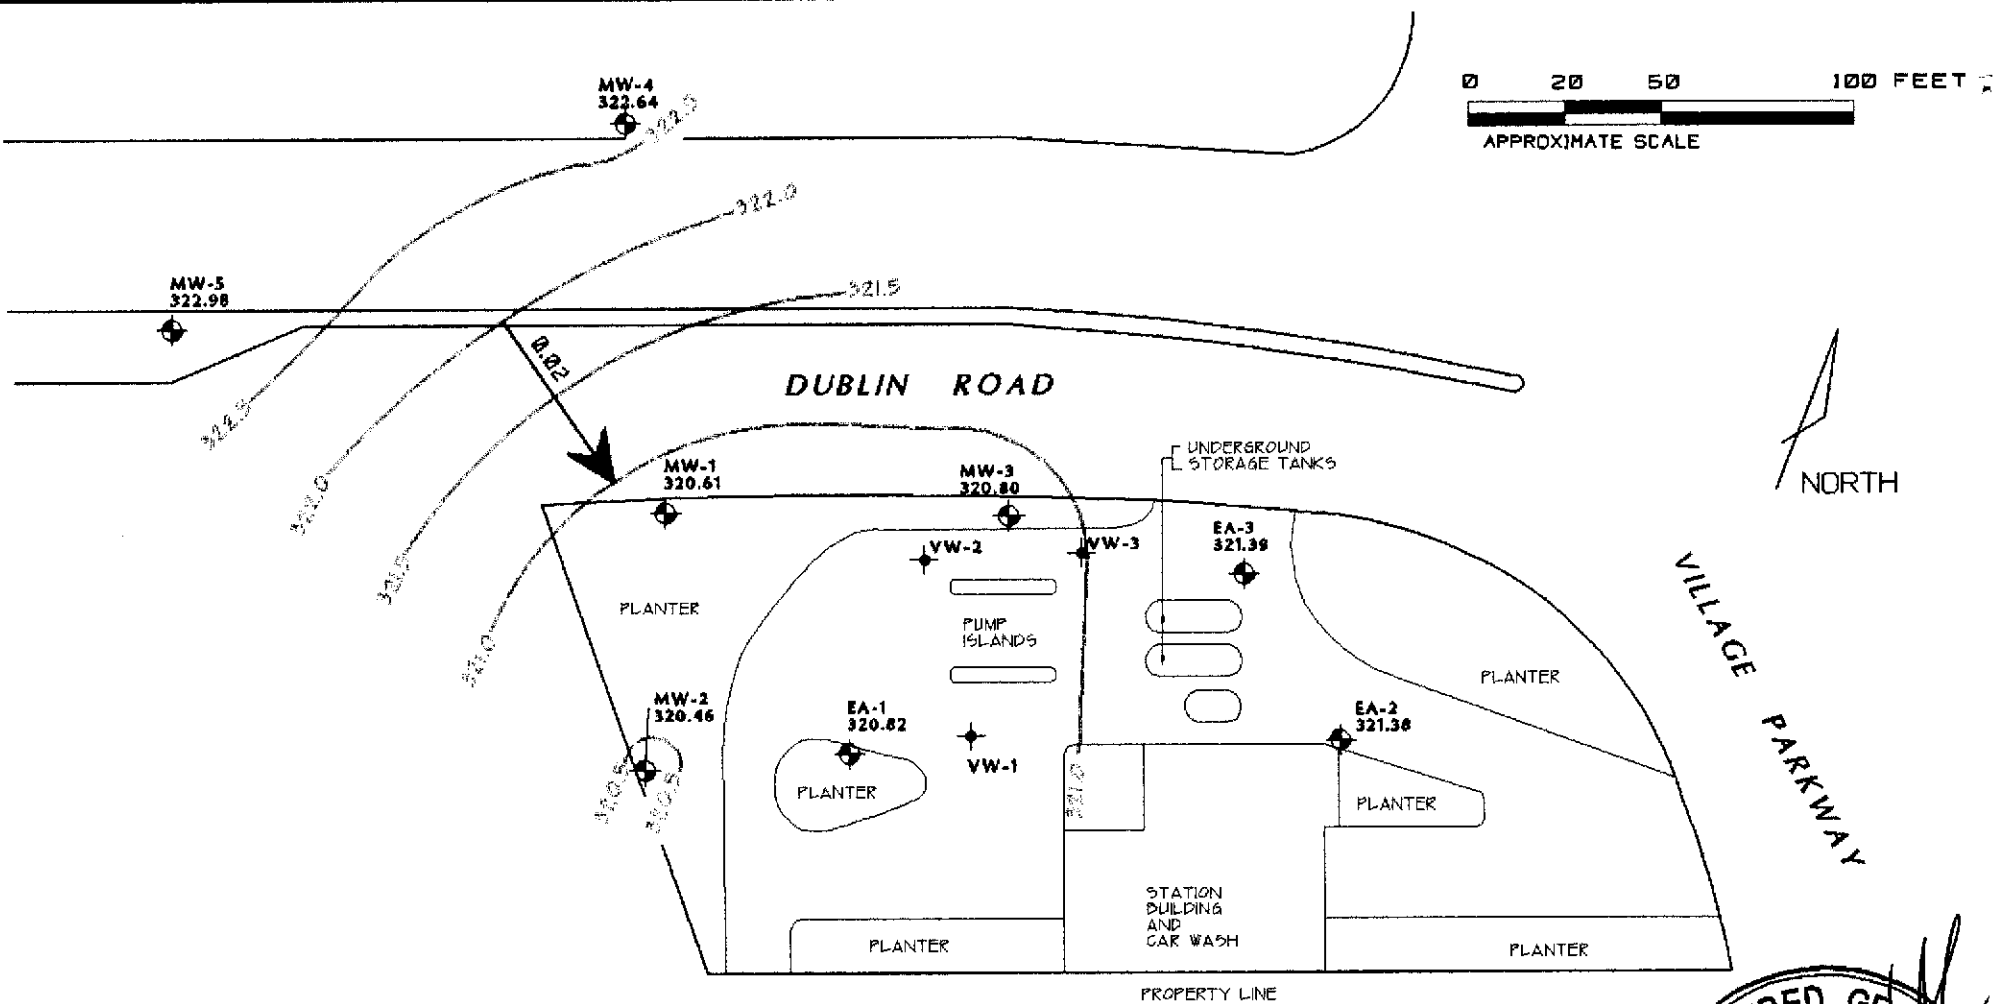 MW-4
322.64
322.5
0 20 50 100 FEET
APPROXIMATE SCALE
322.0
MW-5
322.98
321.5
0.02
DUBLIN ROAD
322.5
NORTH
UNDERGROUND
STORAGE TANKS
MW-1
320.61
MW-3
320.80
322.0
EA-3
321.39
VW-2
VW-3
321.5
PLANTER
PUMP
ISLANDS
VILLAGE PARKWAY
321.0
PLANTER
MW-2
320.46
EA-1
320.82
EA-2
321.38
VW-1
320.5
320.5
PLANTER
321.0
PLANTER
STATION
BUILDING
AND
CAR WASH
PLANTER
PLANTER
PROPERTY LINE